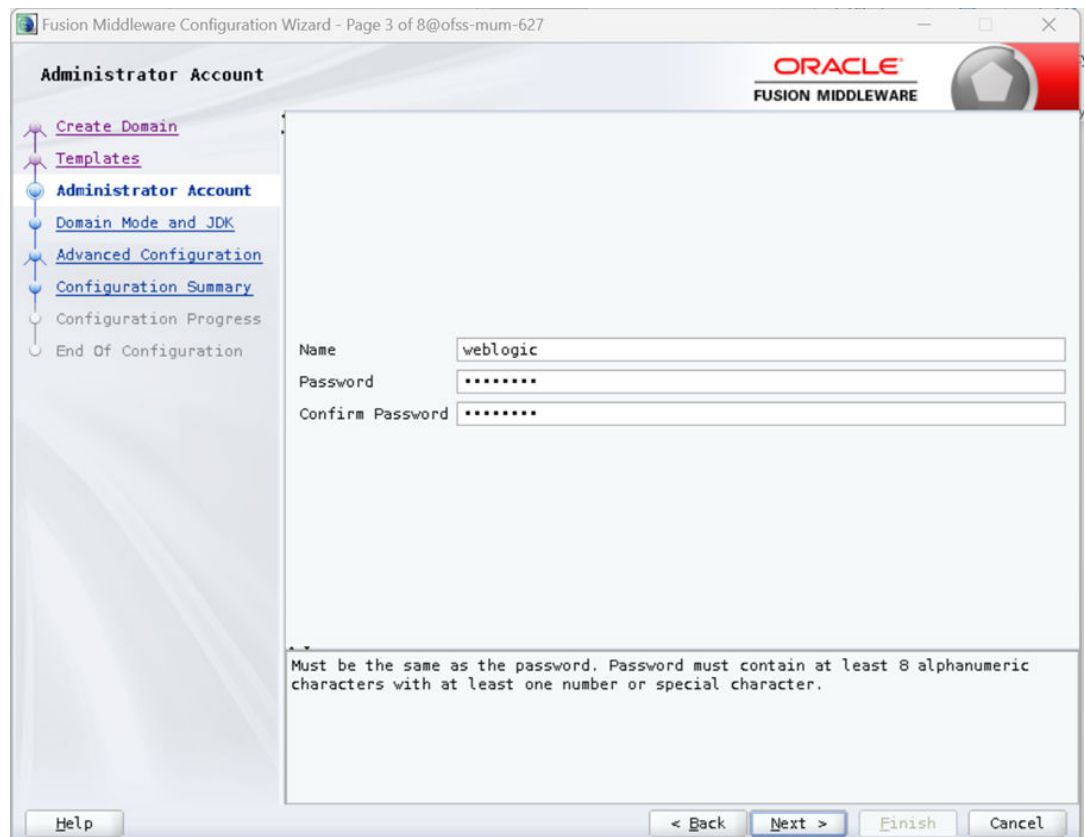 Fusion Middleware Configuration Wizard - Page 3 of 8@ofss-mum-627
Administrator Account
ORACLE
FUSION MIDDLEWARE
Create Domain
Templates
Administrator Account
Domain Mode and JDK
Advanced Configuration
Configuration Summary
Configuration Progress
End Of Configuration
Name weblogic
Password ••••••••
Confirm Password ••••••••
Must be the same as the password. Password must contain at least 8 alphanumeric
characters with at least one number or special character.
Help < Back Next > Finish Cancel